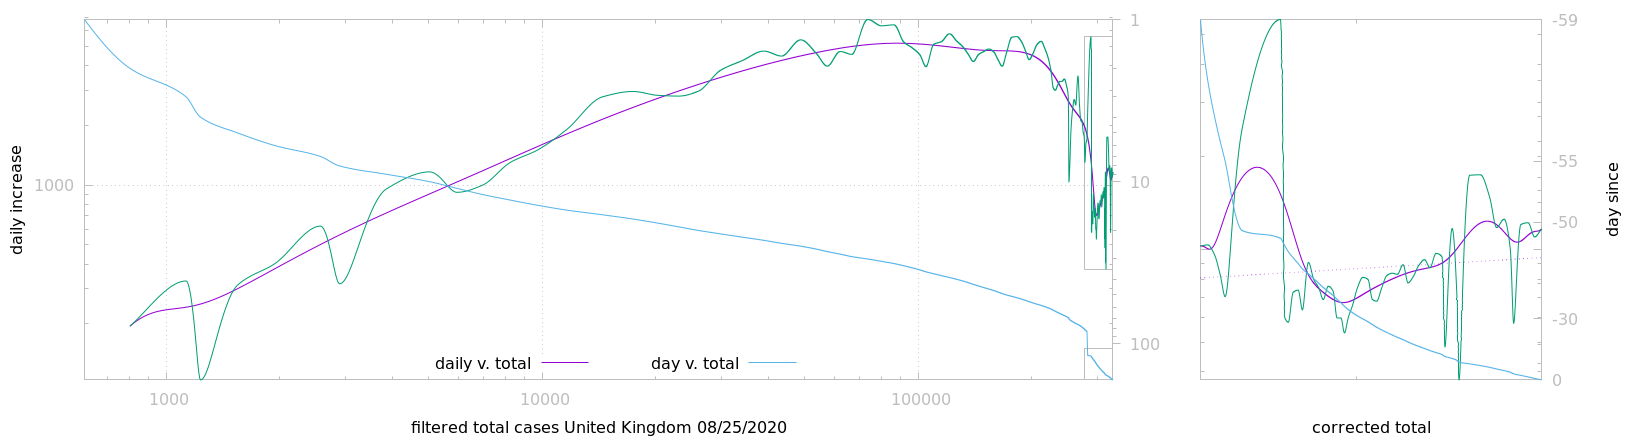 daily increase
1000
daily v. total
day v. total
1000
10000
100000
filtered total cases United Kingdom 08/25/2020
1
10
100
-59
-55
-50
-30
0
day since
corrected total